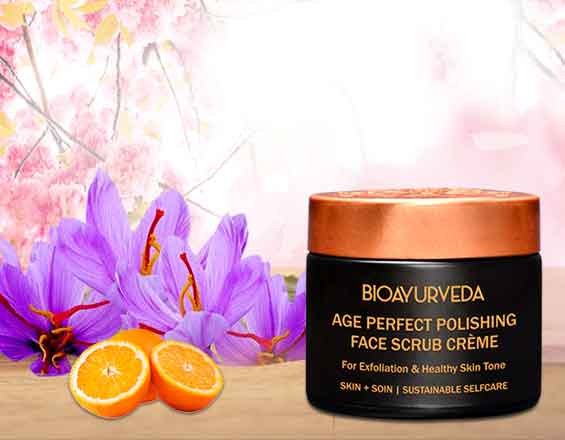 BIOAYURVEDA
AGE PERFECT POLISHING
FACE SCRUB CRÈME
For Exfoliation & Healthy Skin Tone
SKIN + SOIN | SUSTAINABLE SELFCARE